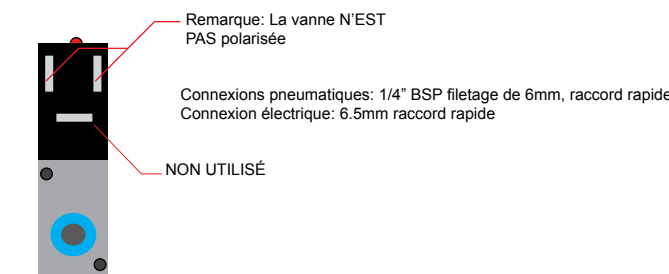 Remarque: La vanne N’EST
PAS polarisée
Connexions pneumatiques: 1/4” BSP filetage de 6mm, raccord rapide
Connexion électrique: 6.5mm raccord rapide
NON UTILISÉ